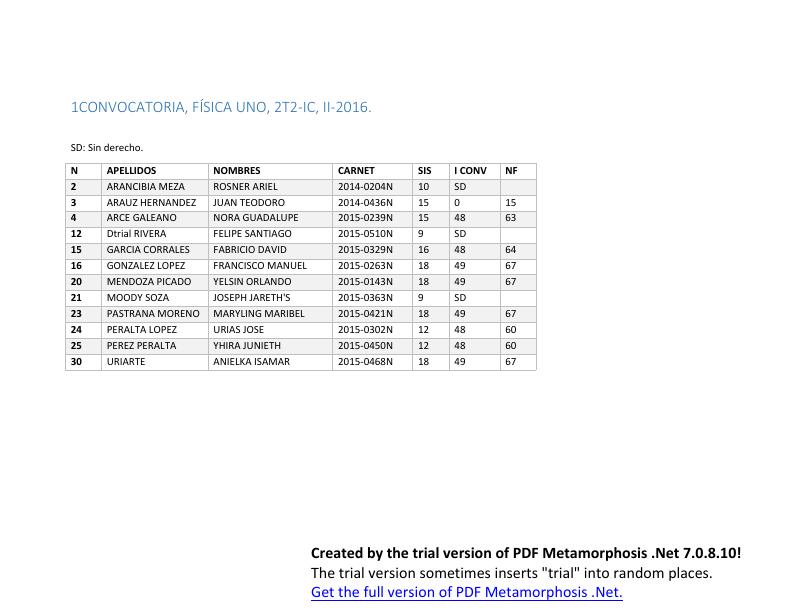 1CONVOCATORIA, FÍSICA UNO, 2T2-IC, II-2016.
SD: Sin derecho.
N APELLIDOS NOMBRES CARNET SIS I CONV NF
2 ARANCIBIA MEZA ROSNER ARIEL 2014-0204N 10 SD
3 ARAUZ HERNANDEZ JUAN TEODORO 2014-0436N 15 0 15
4 ARCE GALEANO NORA GUADALUPE 2015-0239N 15 48 63
12 Dtrial RIVERA FELIPE SANTIAGO 2015-0510N 9 SD
15 GARCIA CORRALES FABRICIO DAVID 2015-0329N 16 48 64
16 GONZALEZ LOPEZ FRANCISCO MANUEL 2015-0263N 18 49 67
20 MENDOZA PICADO YELSIN ORLANDO 2015-0143N 18 49 67
21 MOODY SOZA JOSEPH JARETH'S 2015-0363N 9 SD
23 PASTRANA MORENO MARYLING MARIBEL 2015-0421N 18 49 67
24 PERALTA LOPEZ URIAS JOSE 2015-0302N 12 48 60
25 PEREZ PERALTA YHIRA JUNIETH 2015-0450N 12 48 60
30 URIARTE ANIELKA ISAMAR 2015-0468N 18 49 67
Created by the trial version of PDF Metamorphosis .Net 7.0.8.10!
The trial version sometimes inserts "trial" into random places.
Get the full version of PDF Metamorphosis .Net.